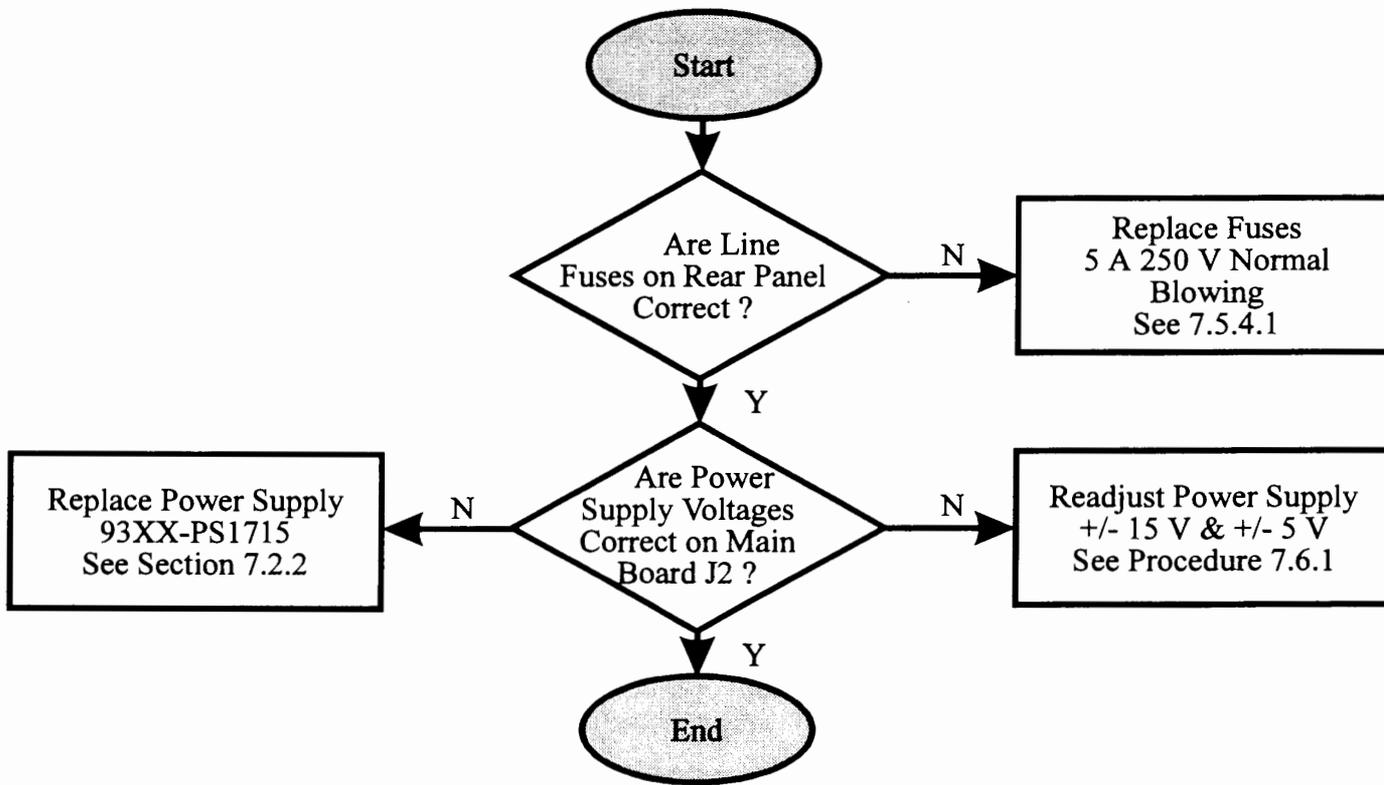 Start
Are Line
Fuses on Rear Panel
Correct ?
N
Replace Fuses
5 A 250 V Normal
Blowing
See 7.5.4.1
Y
Replace Power Supply
93XX-PS1715
See Section 7.2.2
N
Are Power
Supply Voltages
Correct on Main
Board J2 ?
N
Readjust Power Supply
+/- 15 V & +/- 5 V
See Procedure 7.6.1
Y
End